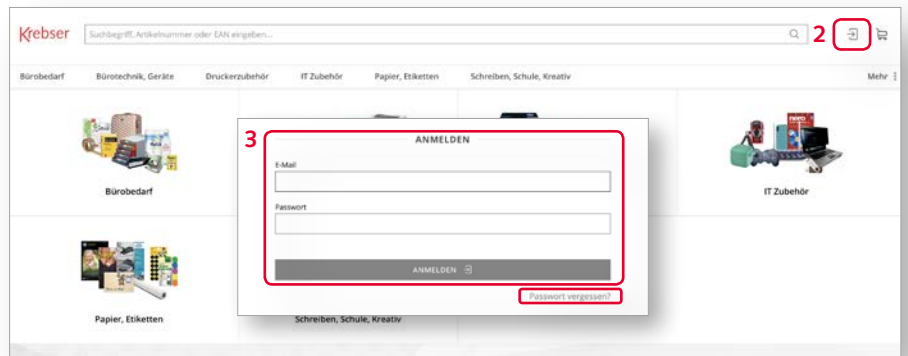 Krebser
Suchbegriff, Artikelnummer oder EAN eingeben...
2
Bürobedarf Bürotechnik, Geräte Druckerzubehör IT Zubehör Papier, Etiketten Schreiben, Schule, Kreativ Mehr
3
ANMELDEN
E-Mail
Passwort
ANMELDEN
Passwort vergessen?
nero
Bürobedarf
IT Zubehör
Papier, Etiketten
Schreiben, Schule, Kreativ